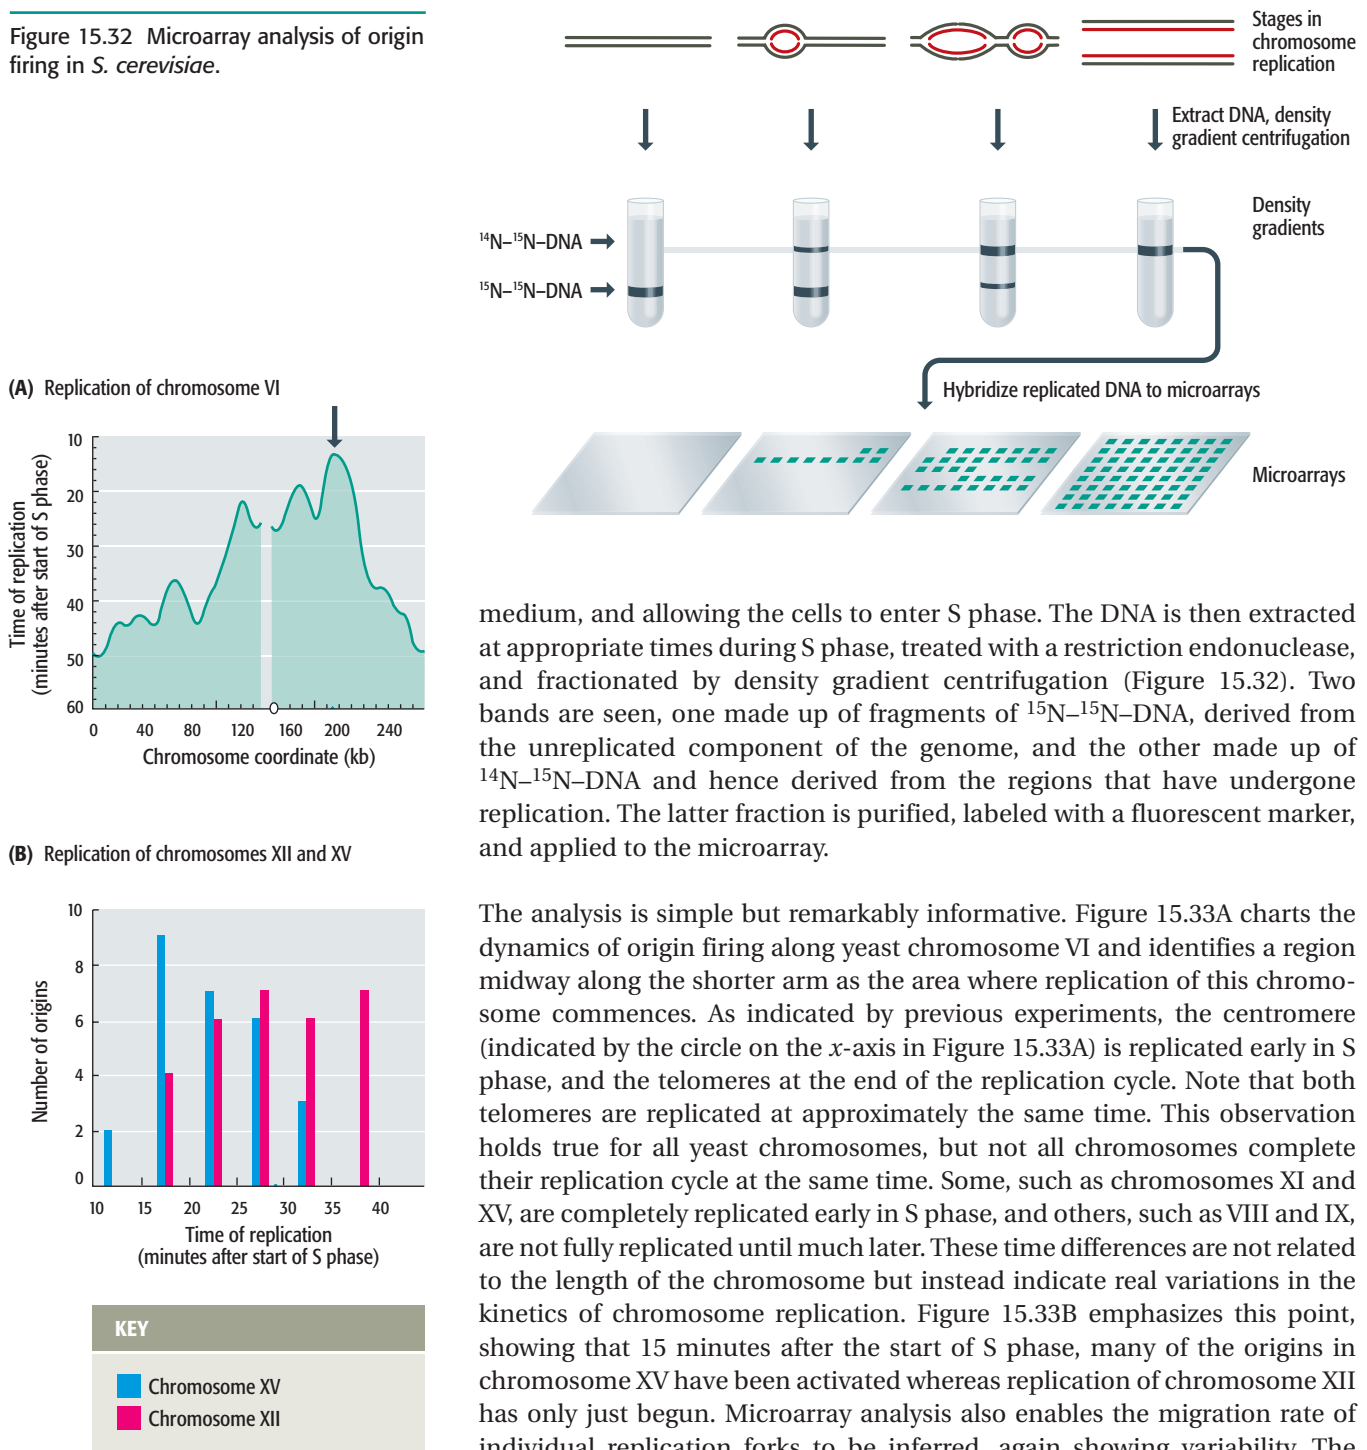 Figure 15.32 Microarray analysis of origin
firing in S. cerevisiae.
Stages in
chromosome
replication
Extract DNA, density
gradient centrifugation
Density
gradients
¹⁴N–¹⁵N–DNA
¹⁵N–¹⁵N–DNA
Hybridize replicated DNA to microarrays
Microarrays
(A) Replication of chromosome VI
Time of replication
(minutes after start of S phase)
10
20
30
40
50
60
0 40 80 120 160 200 240
Chromosome coordinate (kb)
(B) Replication of chromosomes XII and XV
Number of origins
10
8
6
4
2
0
10 15 20 25 30 35 40
Time of replication
(minutes after start of S phase)
KEY
Chromosome XV
Chromosome XII
medium, and allowing the cells to enter S phase. The DNA is then extracted
at appropriate times during S phase, treated with a restriction endonuclease,
and fractionated by density gradient centrifugation (Figure 15.32). Two
bands are seen, one made up of fragments of ¹⁵N–¹⁵N–DNA, derived from
the unreplicated component of the genome, and the other made up of
¹⁴N–¹⁵N–DNA and hence derived from the regions that have undergone
replication. The latter fraction is purified, labeled with a fluorescent marker,
and applied to the microarray.
The analysis is simple but remarkably informative. Figure 15.33A charts the
dynamics of origin firing along yeast chromosome VI and identifies a region
midway along the shorter arm as the area where replication of this chromo-
some commences. As indicated by previous experiments, the centromere
(indicated by the circle on the x-axis in Figure 15.33A) is replicated early in S
phase, and the telomeres at the end of the replication cycle. Note that both
telomeres are replicated at approximately the same time. This observation
holds true for all yeast chromosomes, but not all chromosomes complete
their replication cycle at the same time. Some, such as chromosomes XI and
XV, are completely replicated early in S phase, and others, such as VIII and IX,
are not fully replicated until much later. These time differences are not related
to the length of the chromosome but instead indicate real variations in the
kinetics of chromosome replication. Figure 15.33B emphasizes this point,
showing that 15 minutes after the start of S phase, many of the origins in
chromosome XV have been activated whereas replication of chromosome XII
has only just begun. Microarray analysis also enables the migration rate of
individual replication forks to be inferred, again showing variability. The